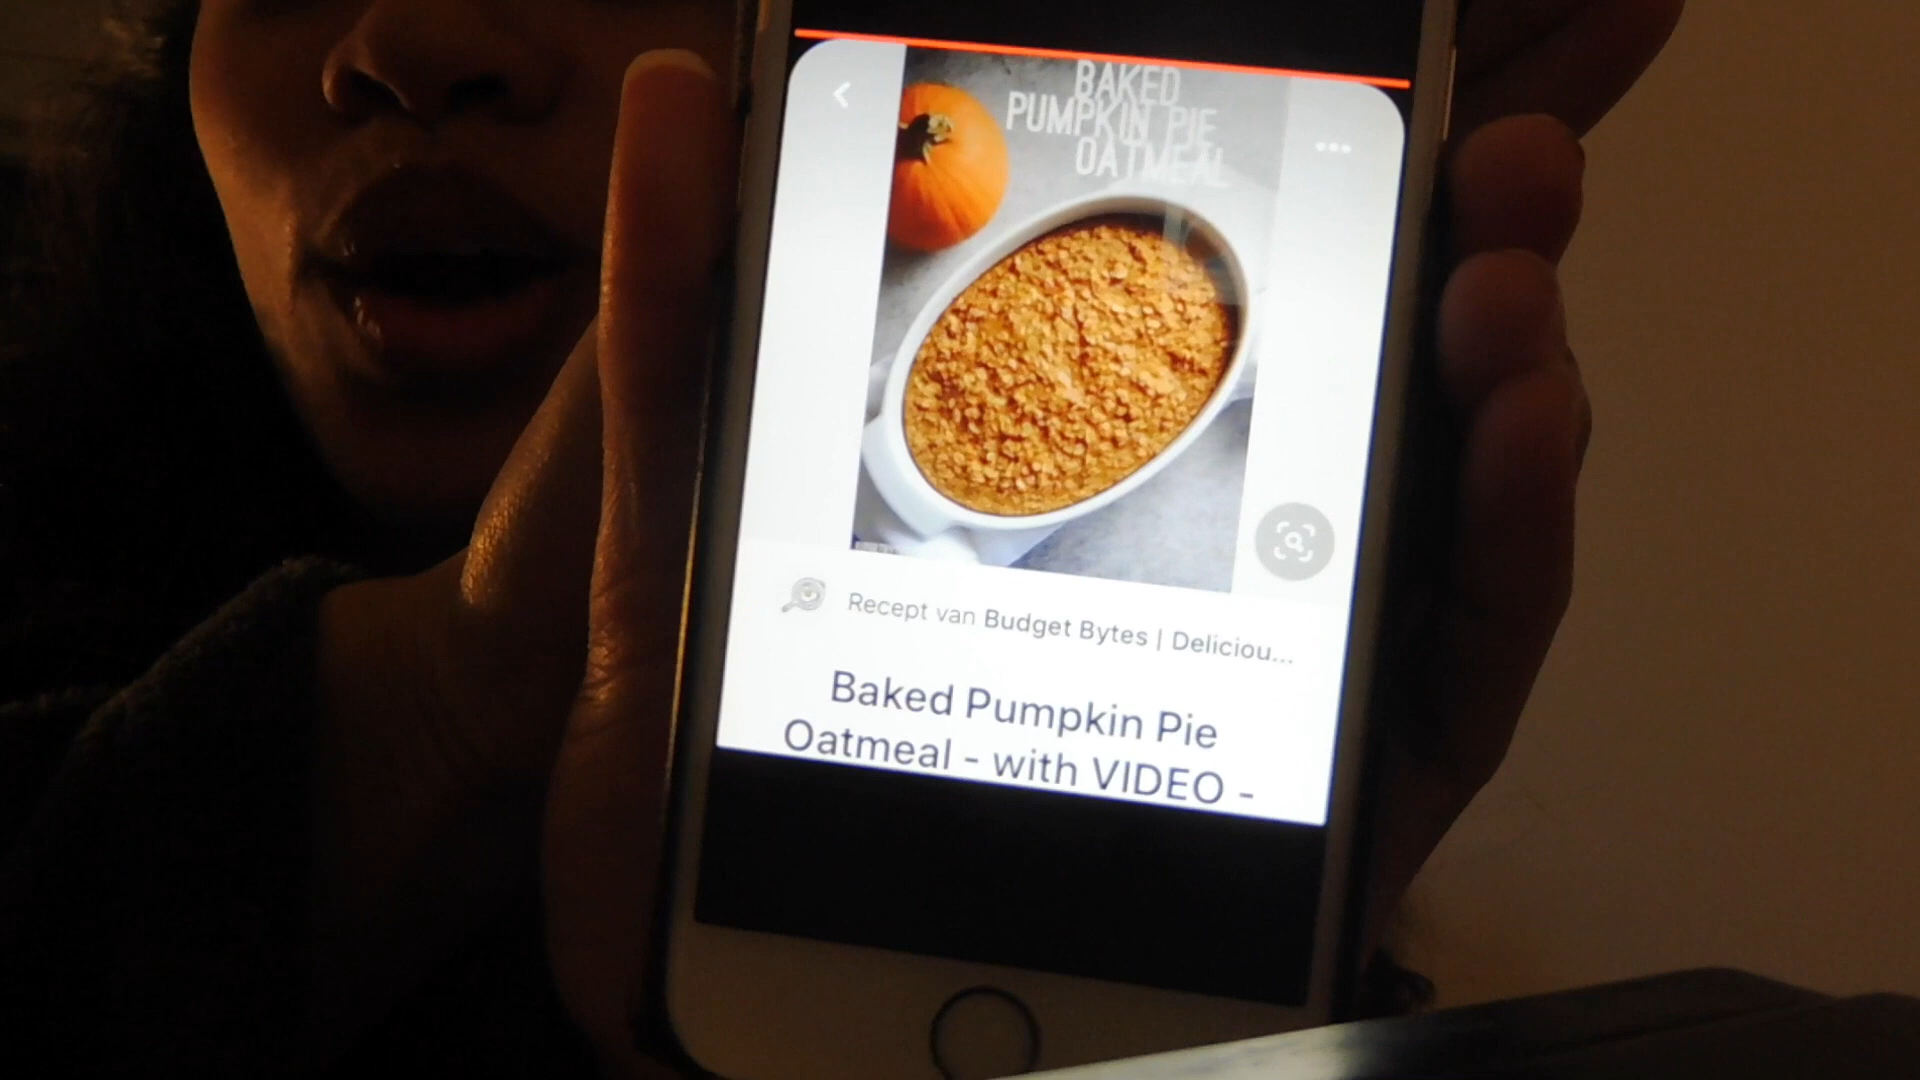 BAKED
PUMPKIN PIE
OATMEAL
Recept van Budget Bytes | Deliciou...
Baked Pumpkin Pie
Oatmeal - with VIDEO -